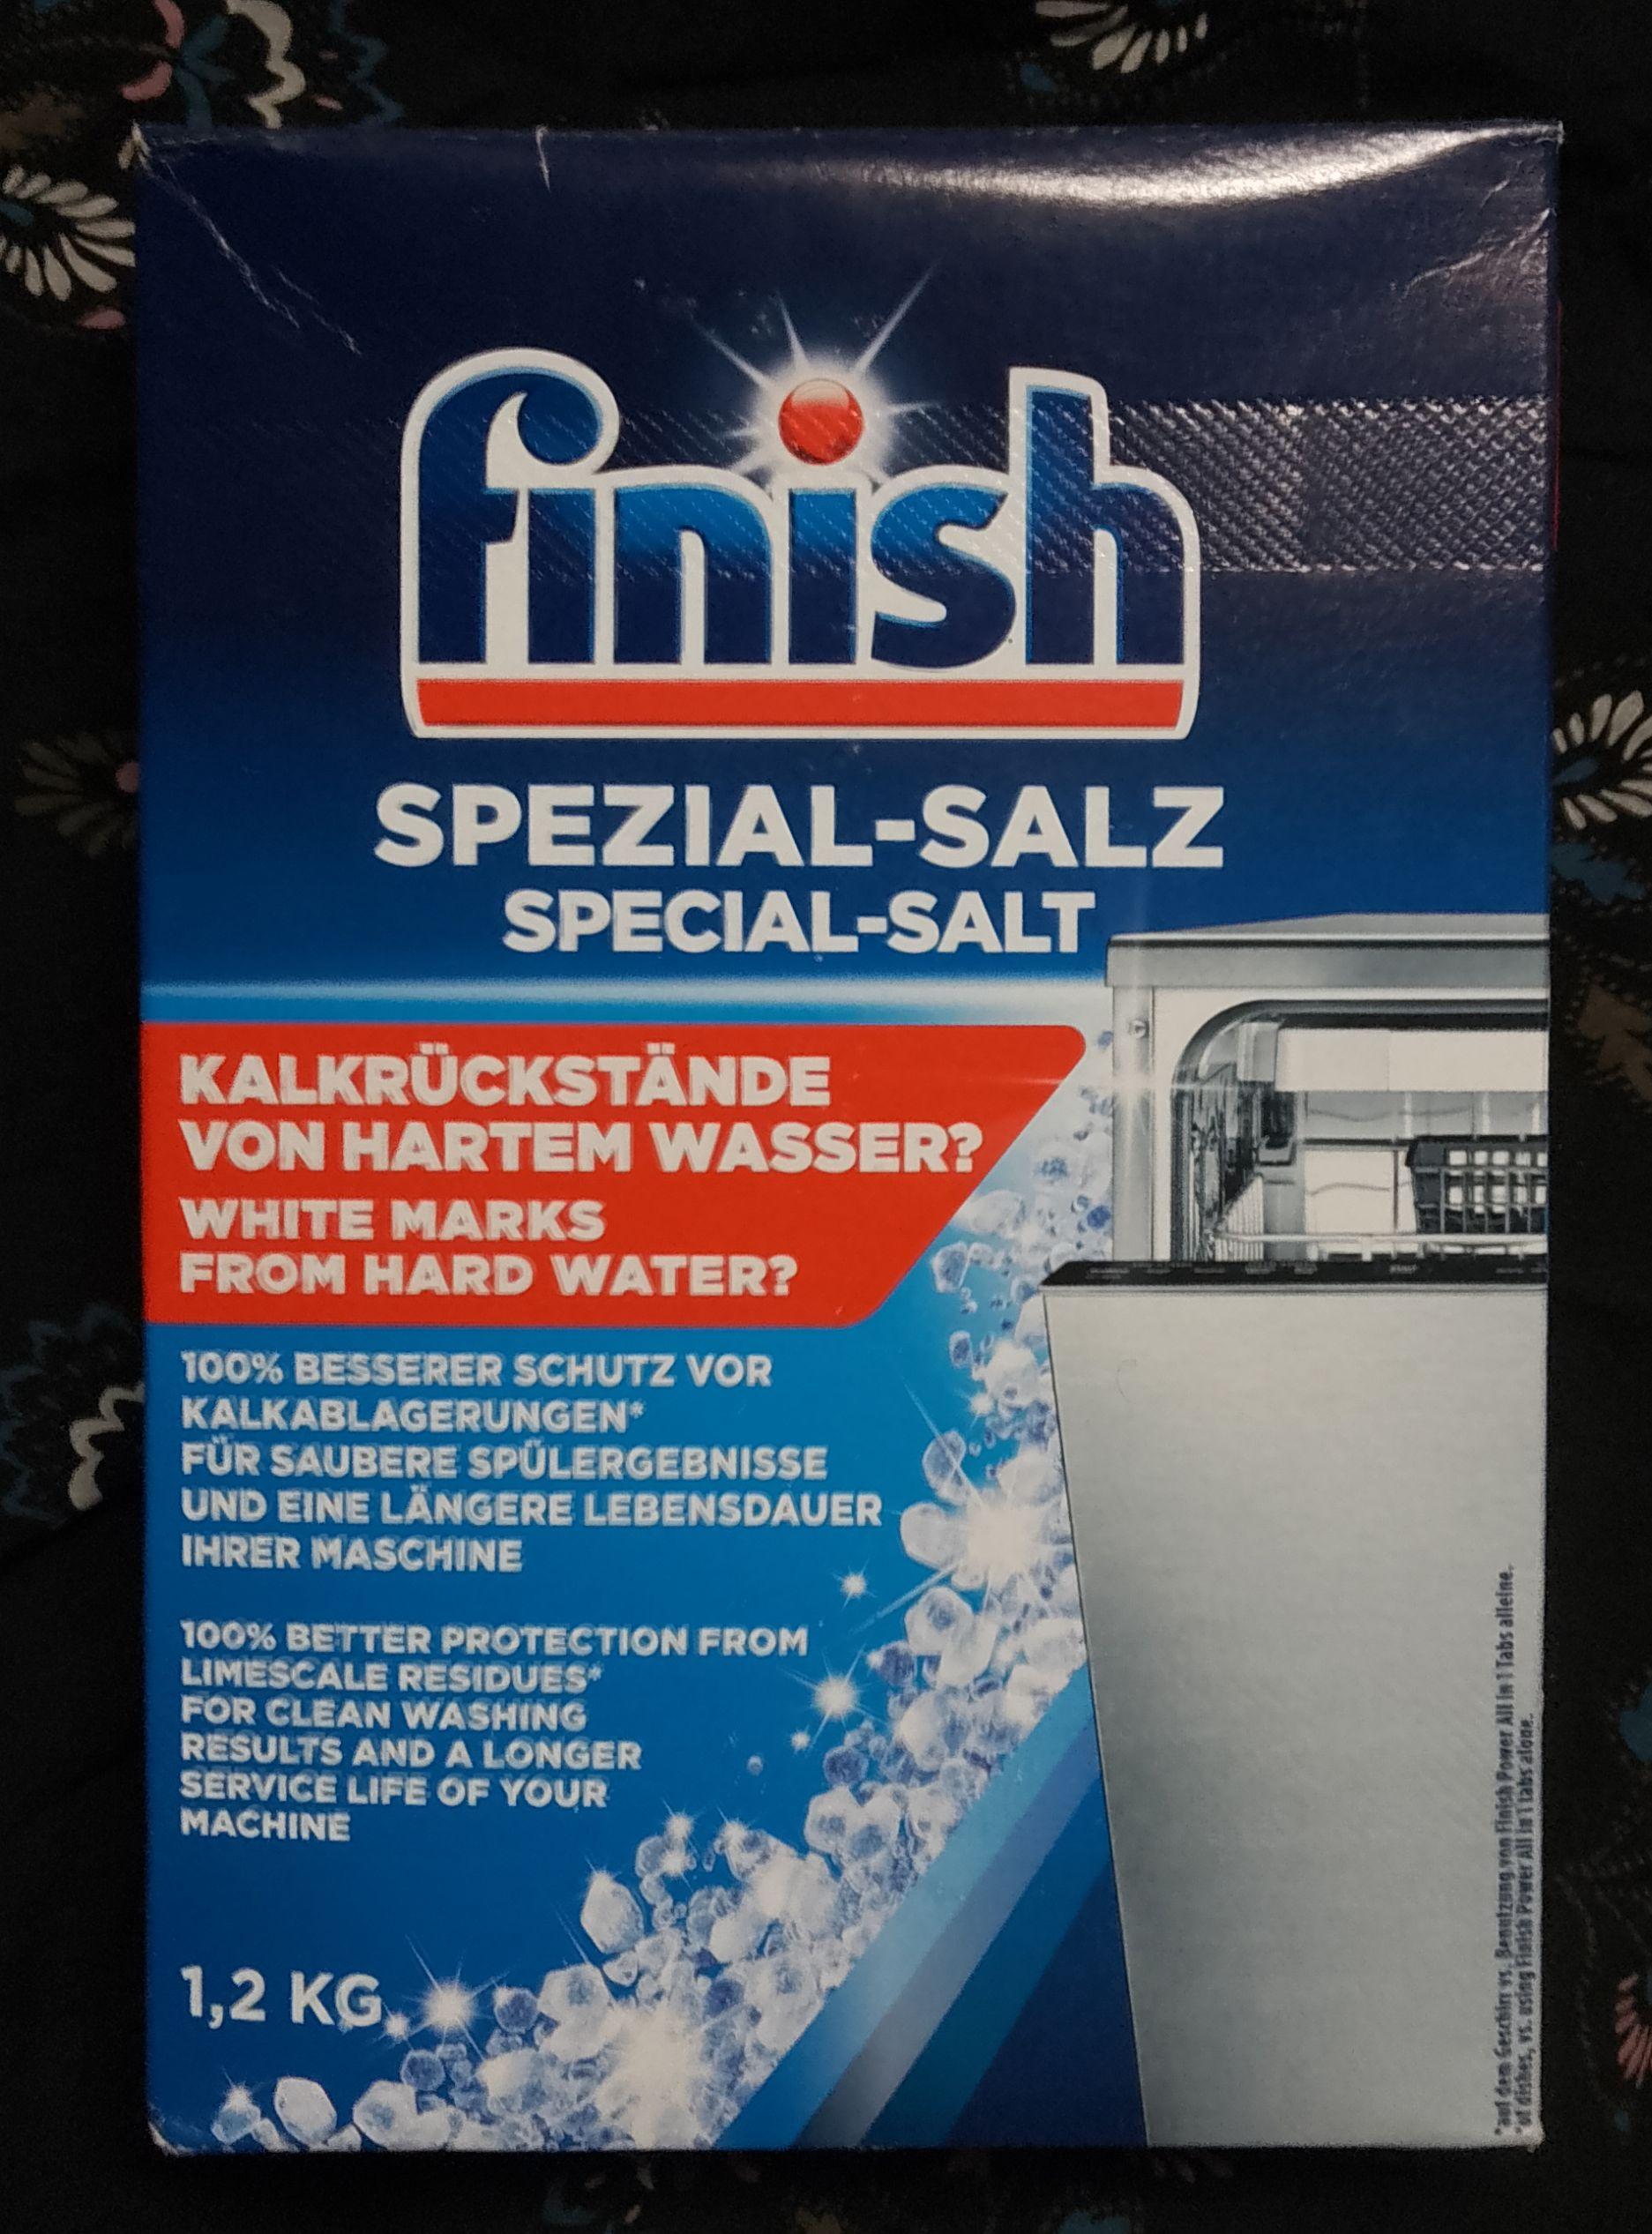 finish
SPEZIAL-SALZ
SPECIAL-SALT
KALKRÜCKSTÄNDE
VON HARTEM WASSER?
WHITE MARKS
FROM HARD WATER?
100% BESSERER SCHUTZ VOR
KALKABLAGERUNGEN*
FÜR SAUBERE SPÜLERGEBNISSE
UND EINE LÄNGERE LEBENSDAUER
IHRER MASCHINE
100% BETTER PROTECTION FROM
LIMESCALE RESIDUES*
FOR CLEAN WASHING
RESULTS AND A LONGER
SERVICE LIFE OF YOUR
MACHINE
1,2 KG
*auf dem Geschirr vs. Benutzung von Finish Power All in 1 Tabs alleine.
*of dishes, vs. using Finish Power All in 1 tabs alone.